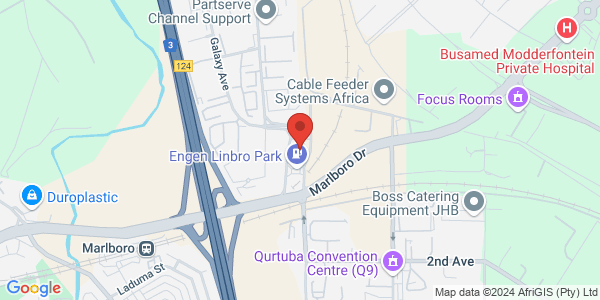 Partserve
Channel Support
Galaxy Ave
3
124
H
Busamed Modderfontein
Private Hospital
Cable Feeder
Systems Africa
Focus Rooms
Engen Linbro Park
Marlboro Dr
Duroplastic
Boss Catering
Equipment JHB
Marlboro
Laduma St
Qurtuba Convention
Centre (Q9)
2nd Ave
Google
Map data ©2024 AfriGIS (Pty) Ltd